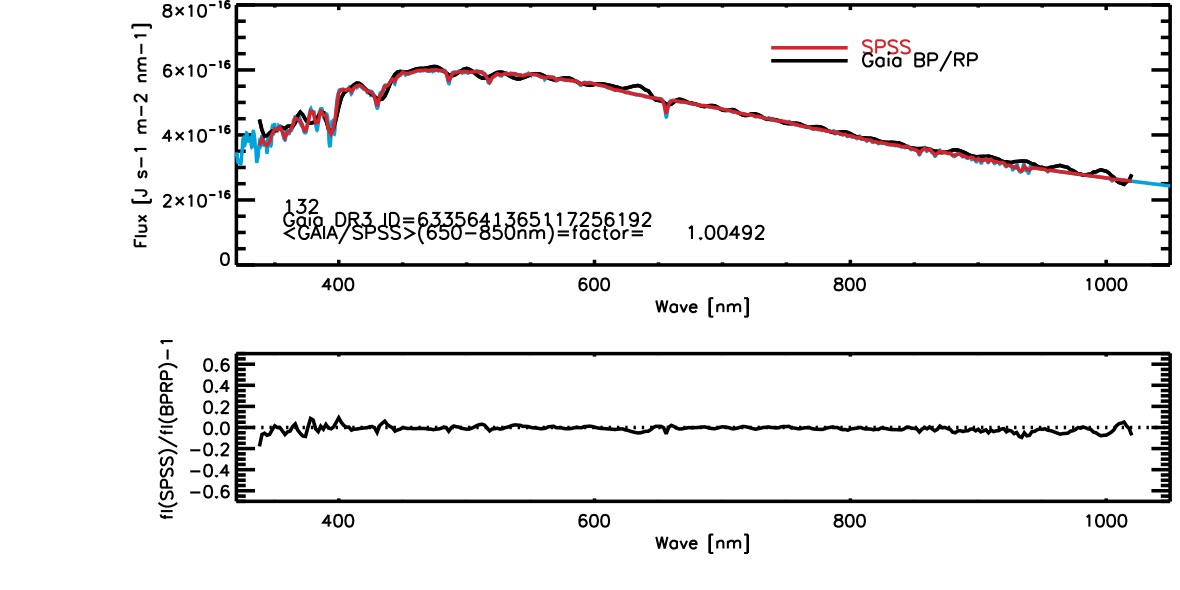 8×10−16
6×10−16
4×10−16
2×10−16
0
Flux [J s−1 m−2 nm−1]
SPSS
Gaia BP/RP
132
Gaia DR3 ID=6335641365117256192
<GAIA/SPSS>(650−850nm)=factor= 1.00492
400 600 800 1000
Wave [nm]
fl(SPSS)/fl(BPRP)−1
0.6
0.4
0.2
0.0
−0.2
−0.4
−0.6
400 600 800 1000
Wave [nm]